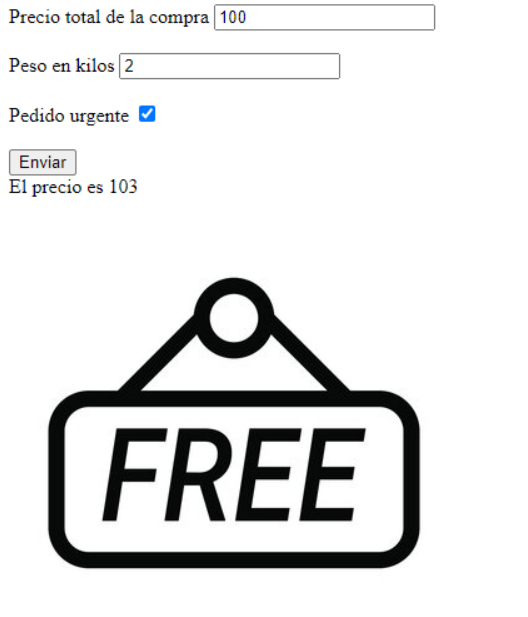 Precio total de la compra 100
Peso en kilos 2
Pedido urgente
Enviar
El precio es 103
FREE